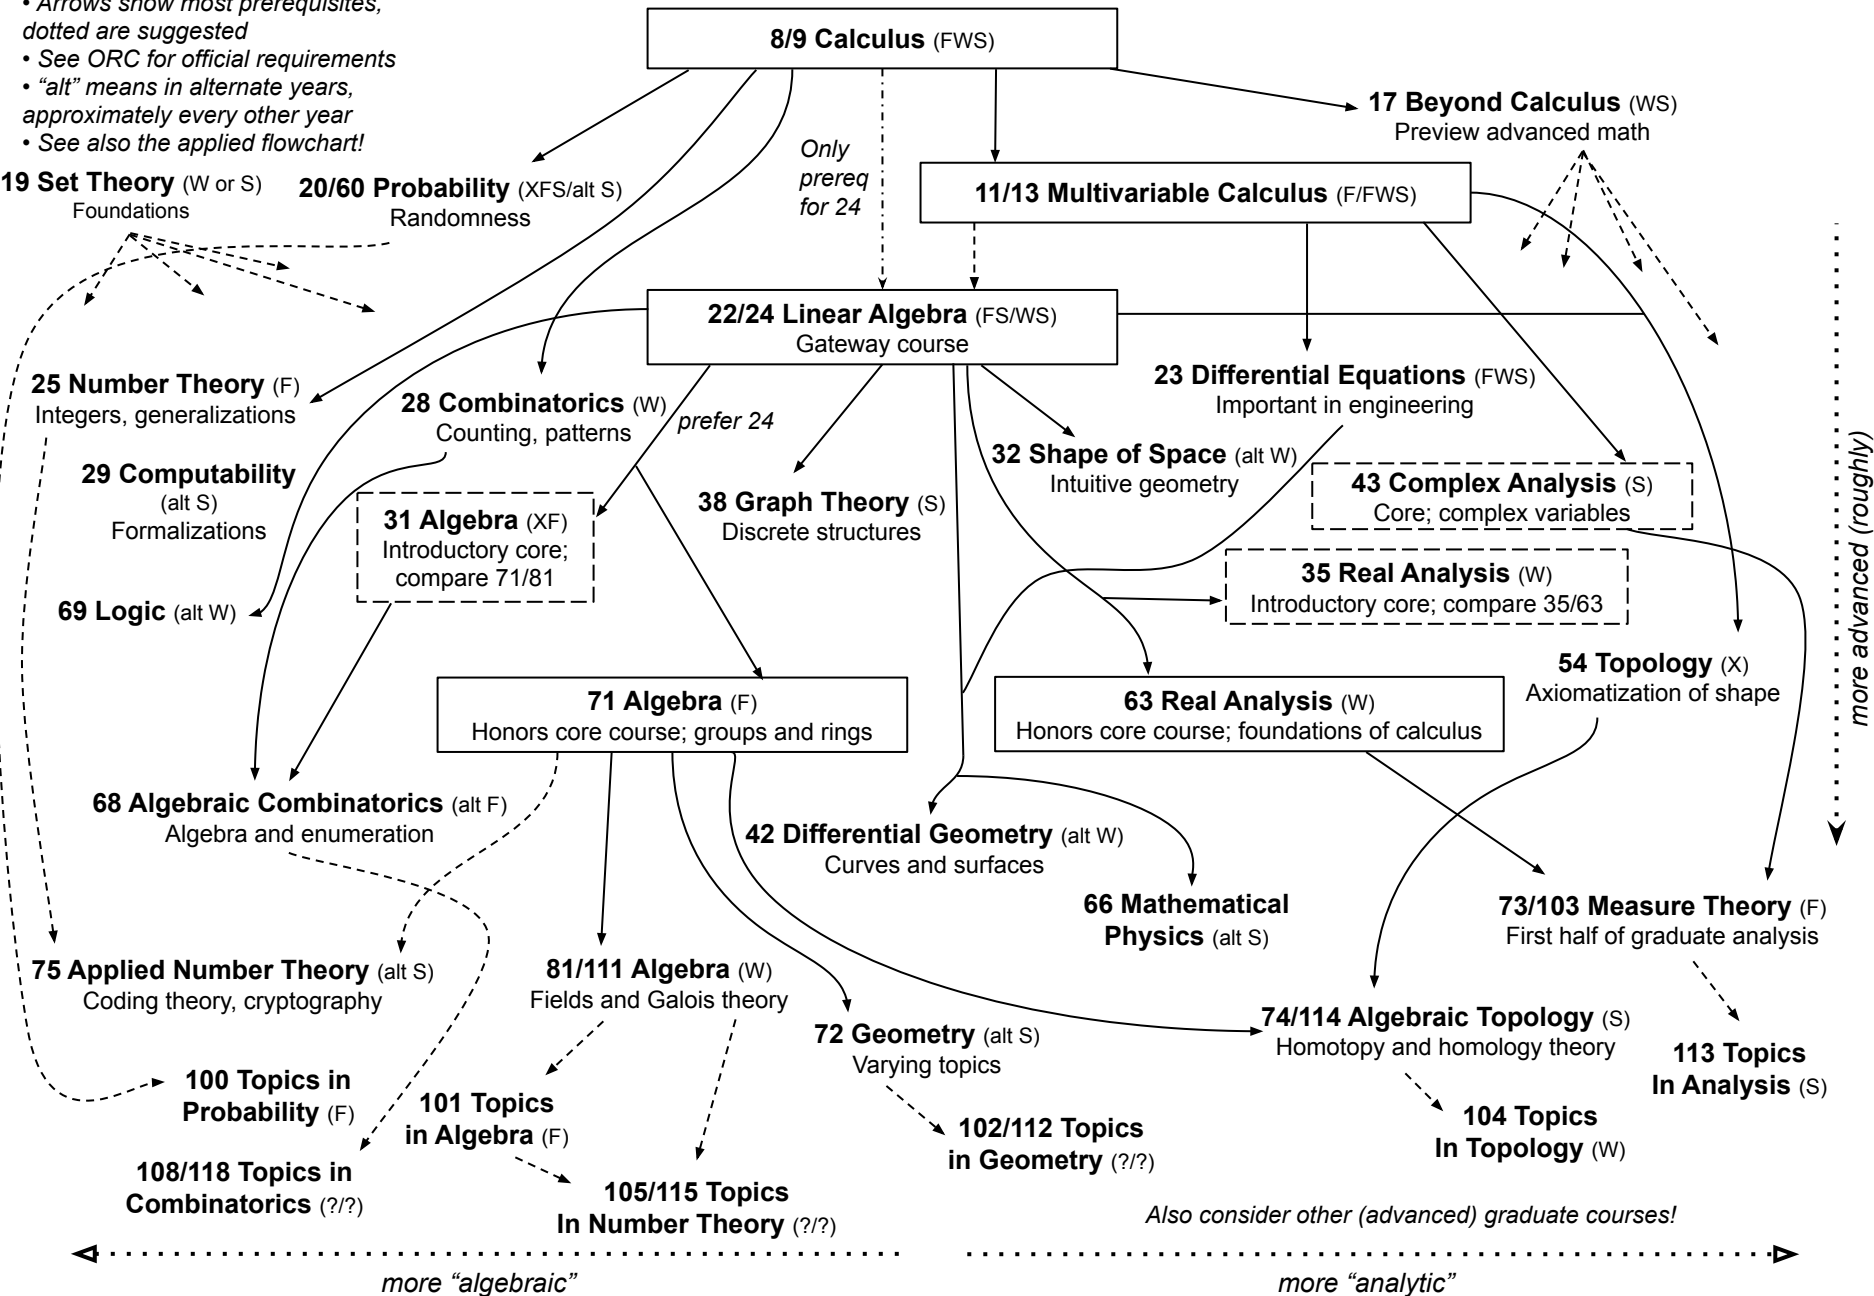 • Arrows show most prerequisites,
dotted are suggested
• See ORC for official requirements
• “alt” means in alternate years,
approximately every other year
• See also the applied flowchart!
8/9 Calculus (FWS)
17 Beyond Calculus (WS)
Preview advanced math
Only
prereq
for 24
19 Set Theory (W or S)
Foundations
20/60 Probability (XFS/alt S)
Randomness
11/13 Multivariable Calculus (F/FWS)
22/24 Linear Algebra (FS/WS)
Gateway course
25 Number Theory (F)
Integers, generalizations
28 Combinatorics (W)
Counting, patterns
prefer 24
23 Differential Equations (FWS)
Important in engineering
29 Computability
(alt S)
Formalizations
31 Algebra (XF)
Introductory core;
compare 71/81
38 Graph Theory (S)
Discrete structures
32 Shape of Space (alt W)
Intuitive geometry
43 Complex Analysis (S)
Core; complex variables
35 Real Analysis (W)
Introductory core; compare 35/63
69 Logic (alt W)
54 Topology (X)
Axiomatization of shape
71 Algebra (F)
Honors core course; groups and rings
63 Real Analysis (W)
Honors core course; foundations of calculus
more advanced (roughly)
68 Algebraic Combinatorics (alt F)
Algebra and enumeration
42 Differential Geometry (alt W)
Curves and surfaces
66 Mathematical
Physics (alt S)
73/103 Measure Theory (F)
First half of graduate analysis
75 Applied Number Theory (alt S)
Coding theory, cryptography
81/111 Algebra (W)
Fields and Galois theory
72 Geometry (alt S)
Varying topics
74/114 Algebraic Topology (S)
Homotopy and homology theory
113 Topics
In Analysis (S)
100 Topics in
Probability (F)
101 Topics
in Algebra (F)
102/112 Topics
in Geometry (?/?)
104 Topics
In Topology (W)
108/118 Topics in
Combinatorics (?/?)
105/115 Topics
In Number Theory (?/?)
Also consider other (advanced) graduate courses!
more “algebraic”
more “analytic”